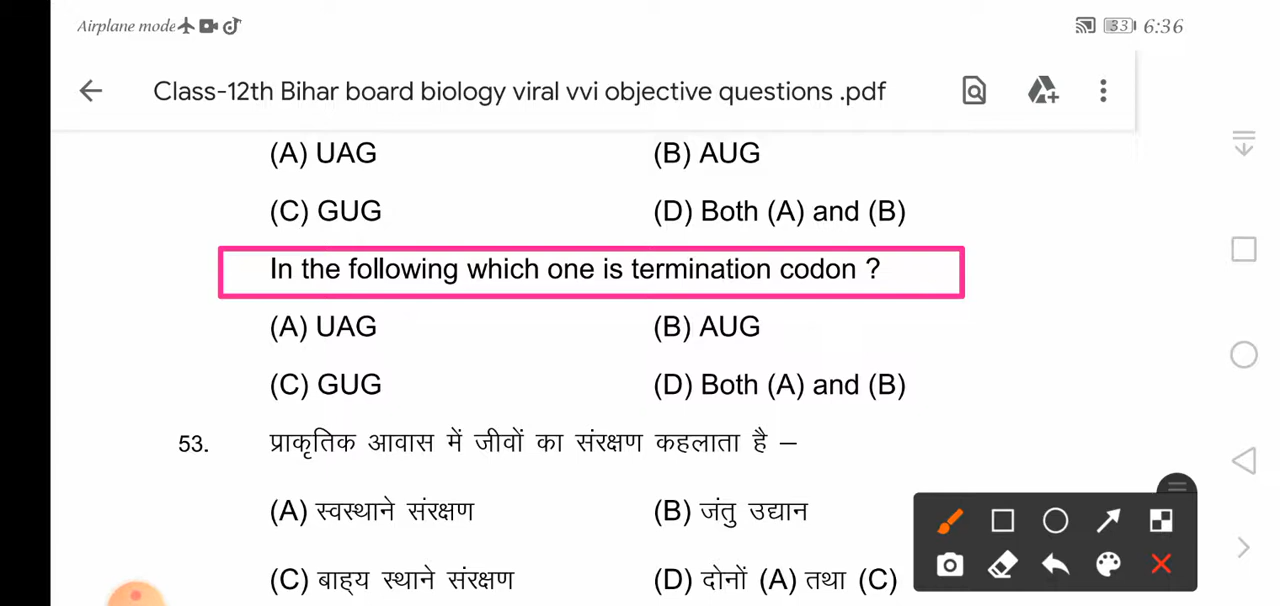 Airplane mode
33 6:36
Class-12th Bihar board biology viral vvi objective questions .pdf
(A) UAG (B) AUG
(C) GUG (D) Both (A) and (B)
In the following which one is termination codon ?
(A) UAG (B) AUG
(C) GUG (D) Both (A) and (B)
53. प्राकृतिक आवास में जीवों का संरक्षण कहलाता है –
(A) स्वस्थाने संरक्षण (B) जंतु उद्यान
(C) बाह्य स्थाने संरक्षण (D) दोनों (A) तथा (C)